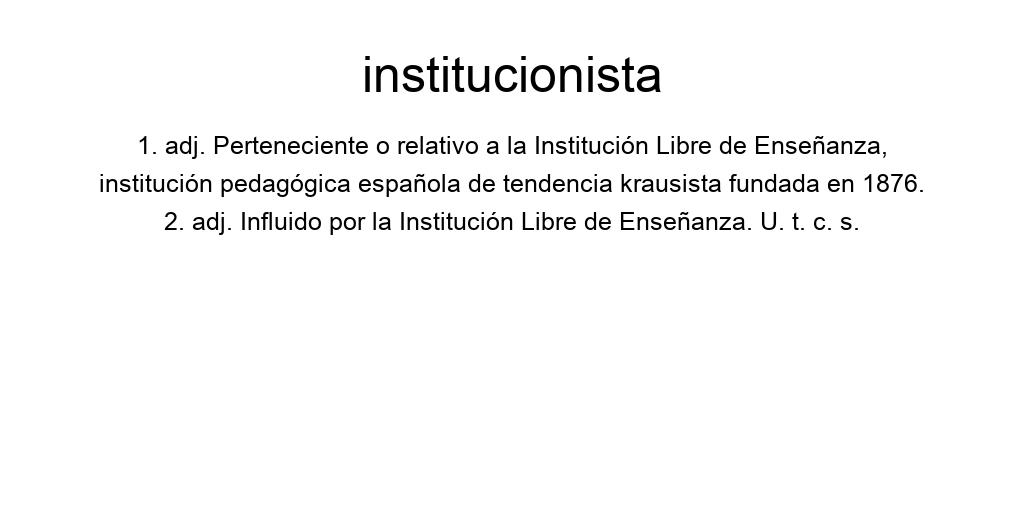 institucionista
1. adj. Perteneciente o relativo a la Institución Libre de Enseñanza,
institución pedagógica española de tendencia krausista fundada en 1876.
2. adj. Influido por la Institución Libre de Enseñanza. U. t. c. s.